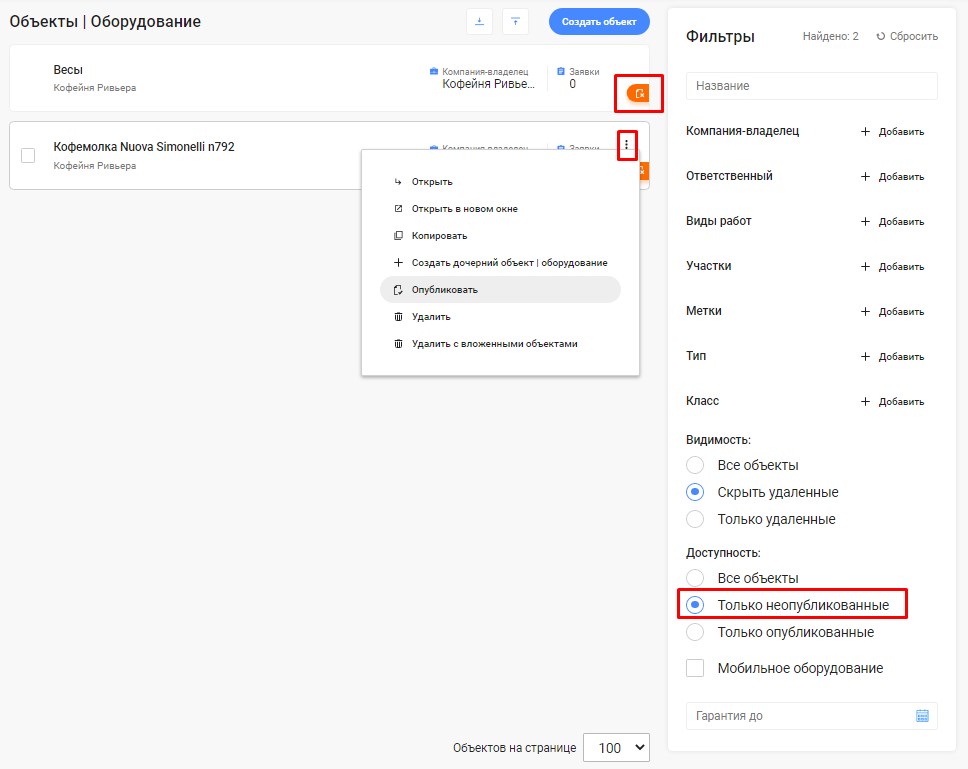 Объекты | Оборудование
Создать объект
Весы
Кофейня Ривьера
Компания-владелец
Кофейня Ривье...
Заявки
0
Кофемолка Nuova Simonelli n792
Кофейня Ривьера
Компания-владелец
Заявки
Открыть
Открыть в новом окне
Копировать
Создать дочерний объект | оборудование
Опубликовать
Удалить
Удалить с вложенными объектами
Объектов на странице
100
Фильтры
Найдено: 2
Сбросить
Название
Компания-владелец
Добавить
Ответственный
Добавить
Виды работ
Добавить
Участки
Добавить
Метки
Добавить
Тип
Добавить
Класс
Добавить
Видимость:
Все объекты
Скрыть удаленные
Только удаленные
Доступность:
Все объекты
Только неопубликованные
Только опубликованные
Мобильное оборудование
Гарантия до